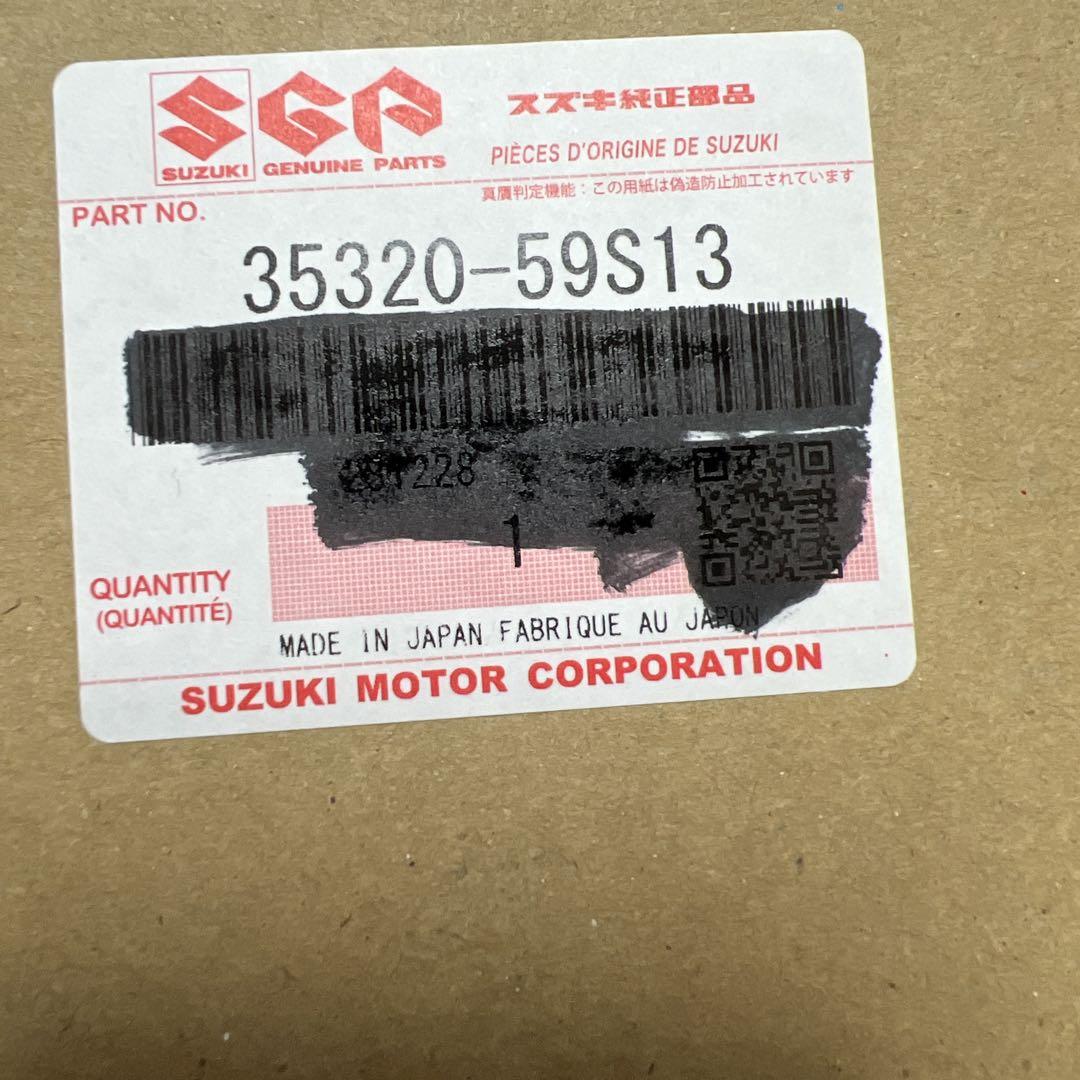 SGP
SUZUKI GENUINE PARTS
スズキ純正部品
PIÈCES D'ORIGINE DE SUZUKI
真贋判定機能：この用紙は偽造防止加工されています
PART NO.
35320-59S13
1
QUANTITY
(QUANTITÉ)
MADE IN JAPAN FABRIQUE AU JAPON
SUZUKI MOTOR CORPORATION